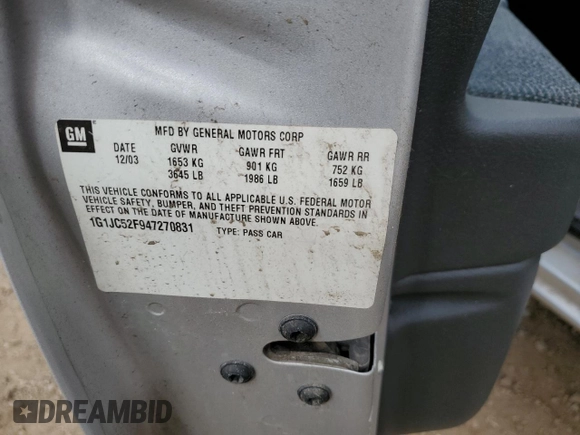 GM
MFD BY GENERAL MOTORS CORP
DATE GVWR GAWR FRT GAWR RR
12/03 1653 KG 901 KG 752 KG
3645 LB 1986 LB 1659 LB
THIS VEHICLE CONFORMS TO ALL APPLICABLE U.S. FEDERAL MOTOR
VEHICLE SAFETY, BUMPER, AND THEFT PREVENTION STANDARDS IN
EFFECT ON THE DATE OF MANUFACTURE SHOWN ABOVE.
1G1JC52F947270831 TYPE: PASS CAR
DREAMBID